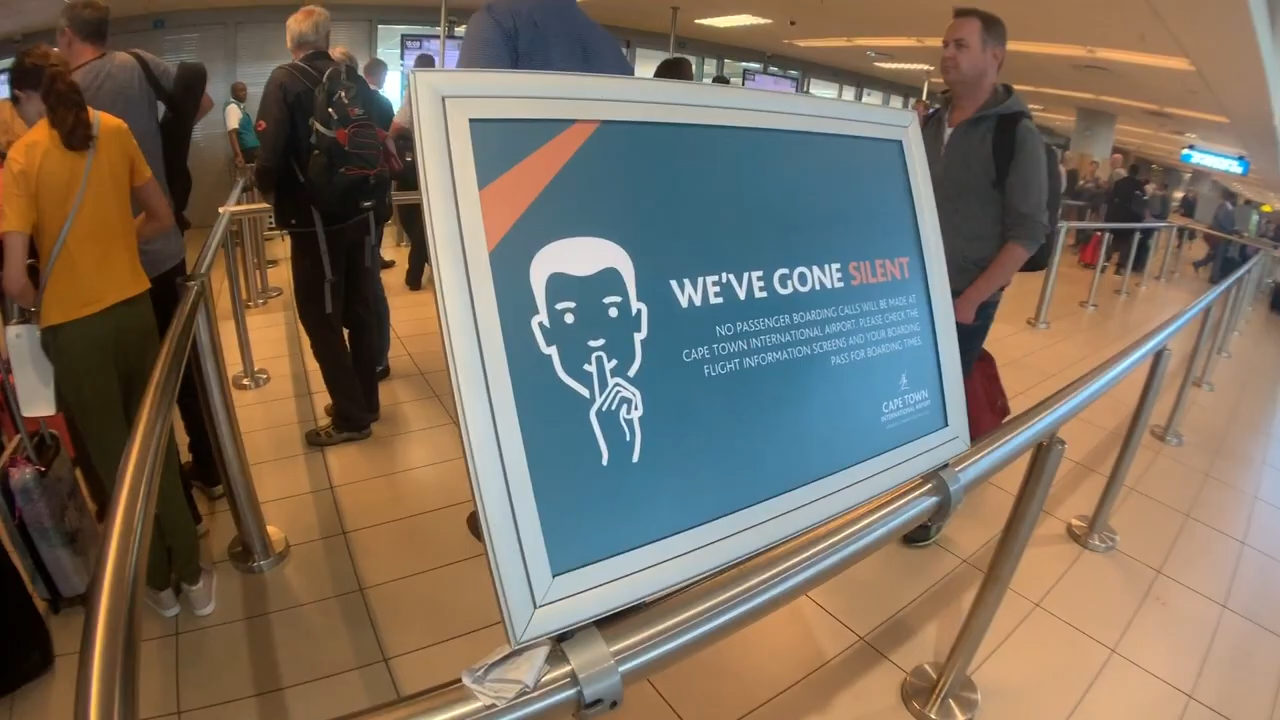 WE'VE GONE SILENT
NO PASSENGER BOARDING CALLS WILL BE MADE AT
CAPE TOWN INTERNATIONAL AIRPORT. PLEASE CHECK THE
FLIGHT INFORMATION SCREENS AND YOUR BOARDING
PASS FOR BOARDING TIMES.
CAPE TOWN
INTERNATIONAL AIRPORT